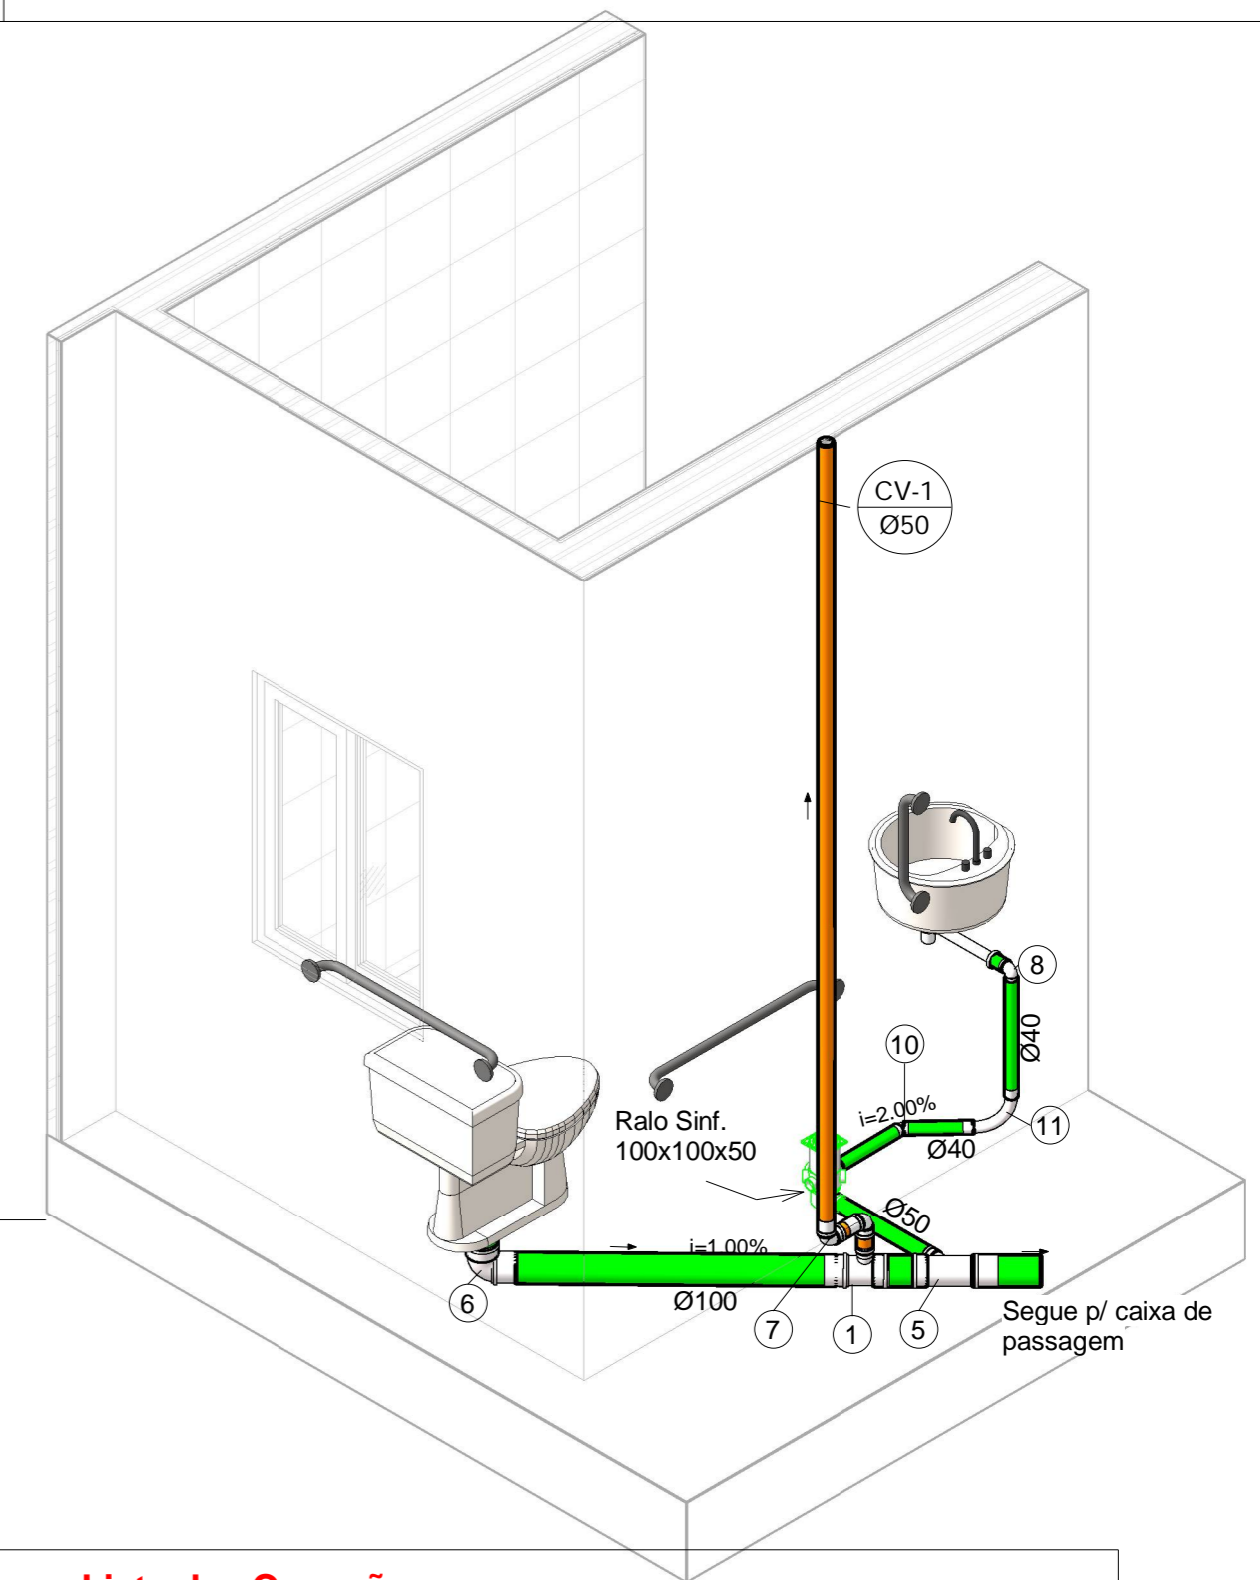 CV-1
Ø50
8
Ø40
10
i=2.00%
11
Ø40
Ralo Sinf.
100x100x50
Ø50
i=1.00%
6
Ø100
7
1
5
Segue p/ caixa de
passagem